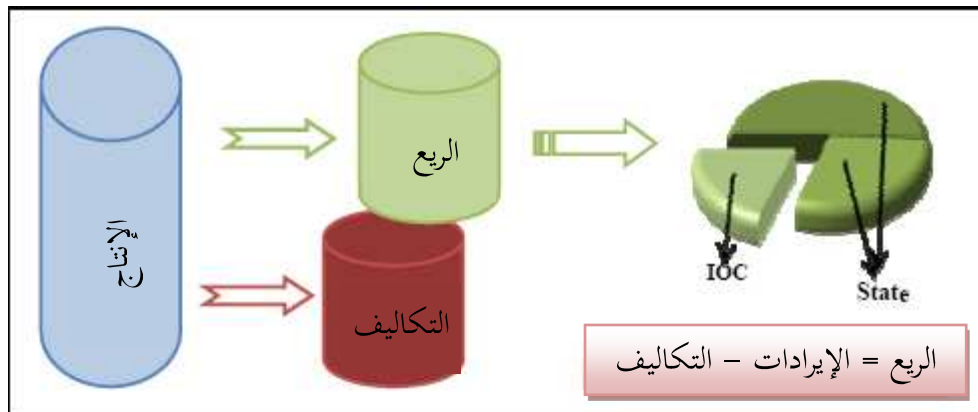 الإنتاج
الريع
التكاليف
IOC
State
الريع = الإيرادات – التكاليف